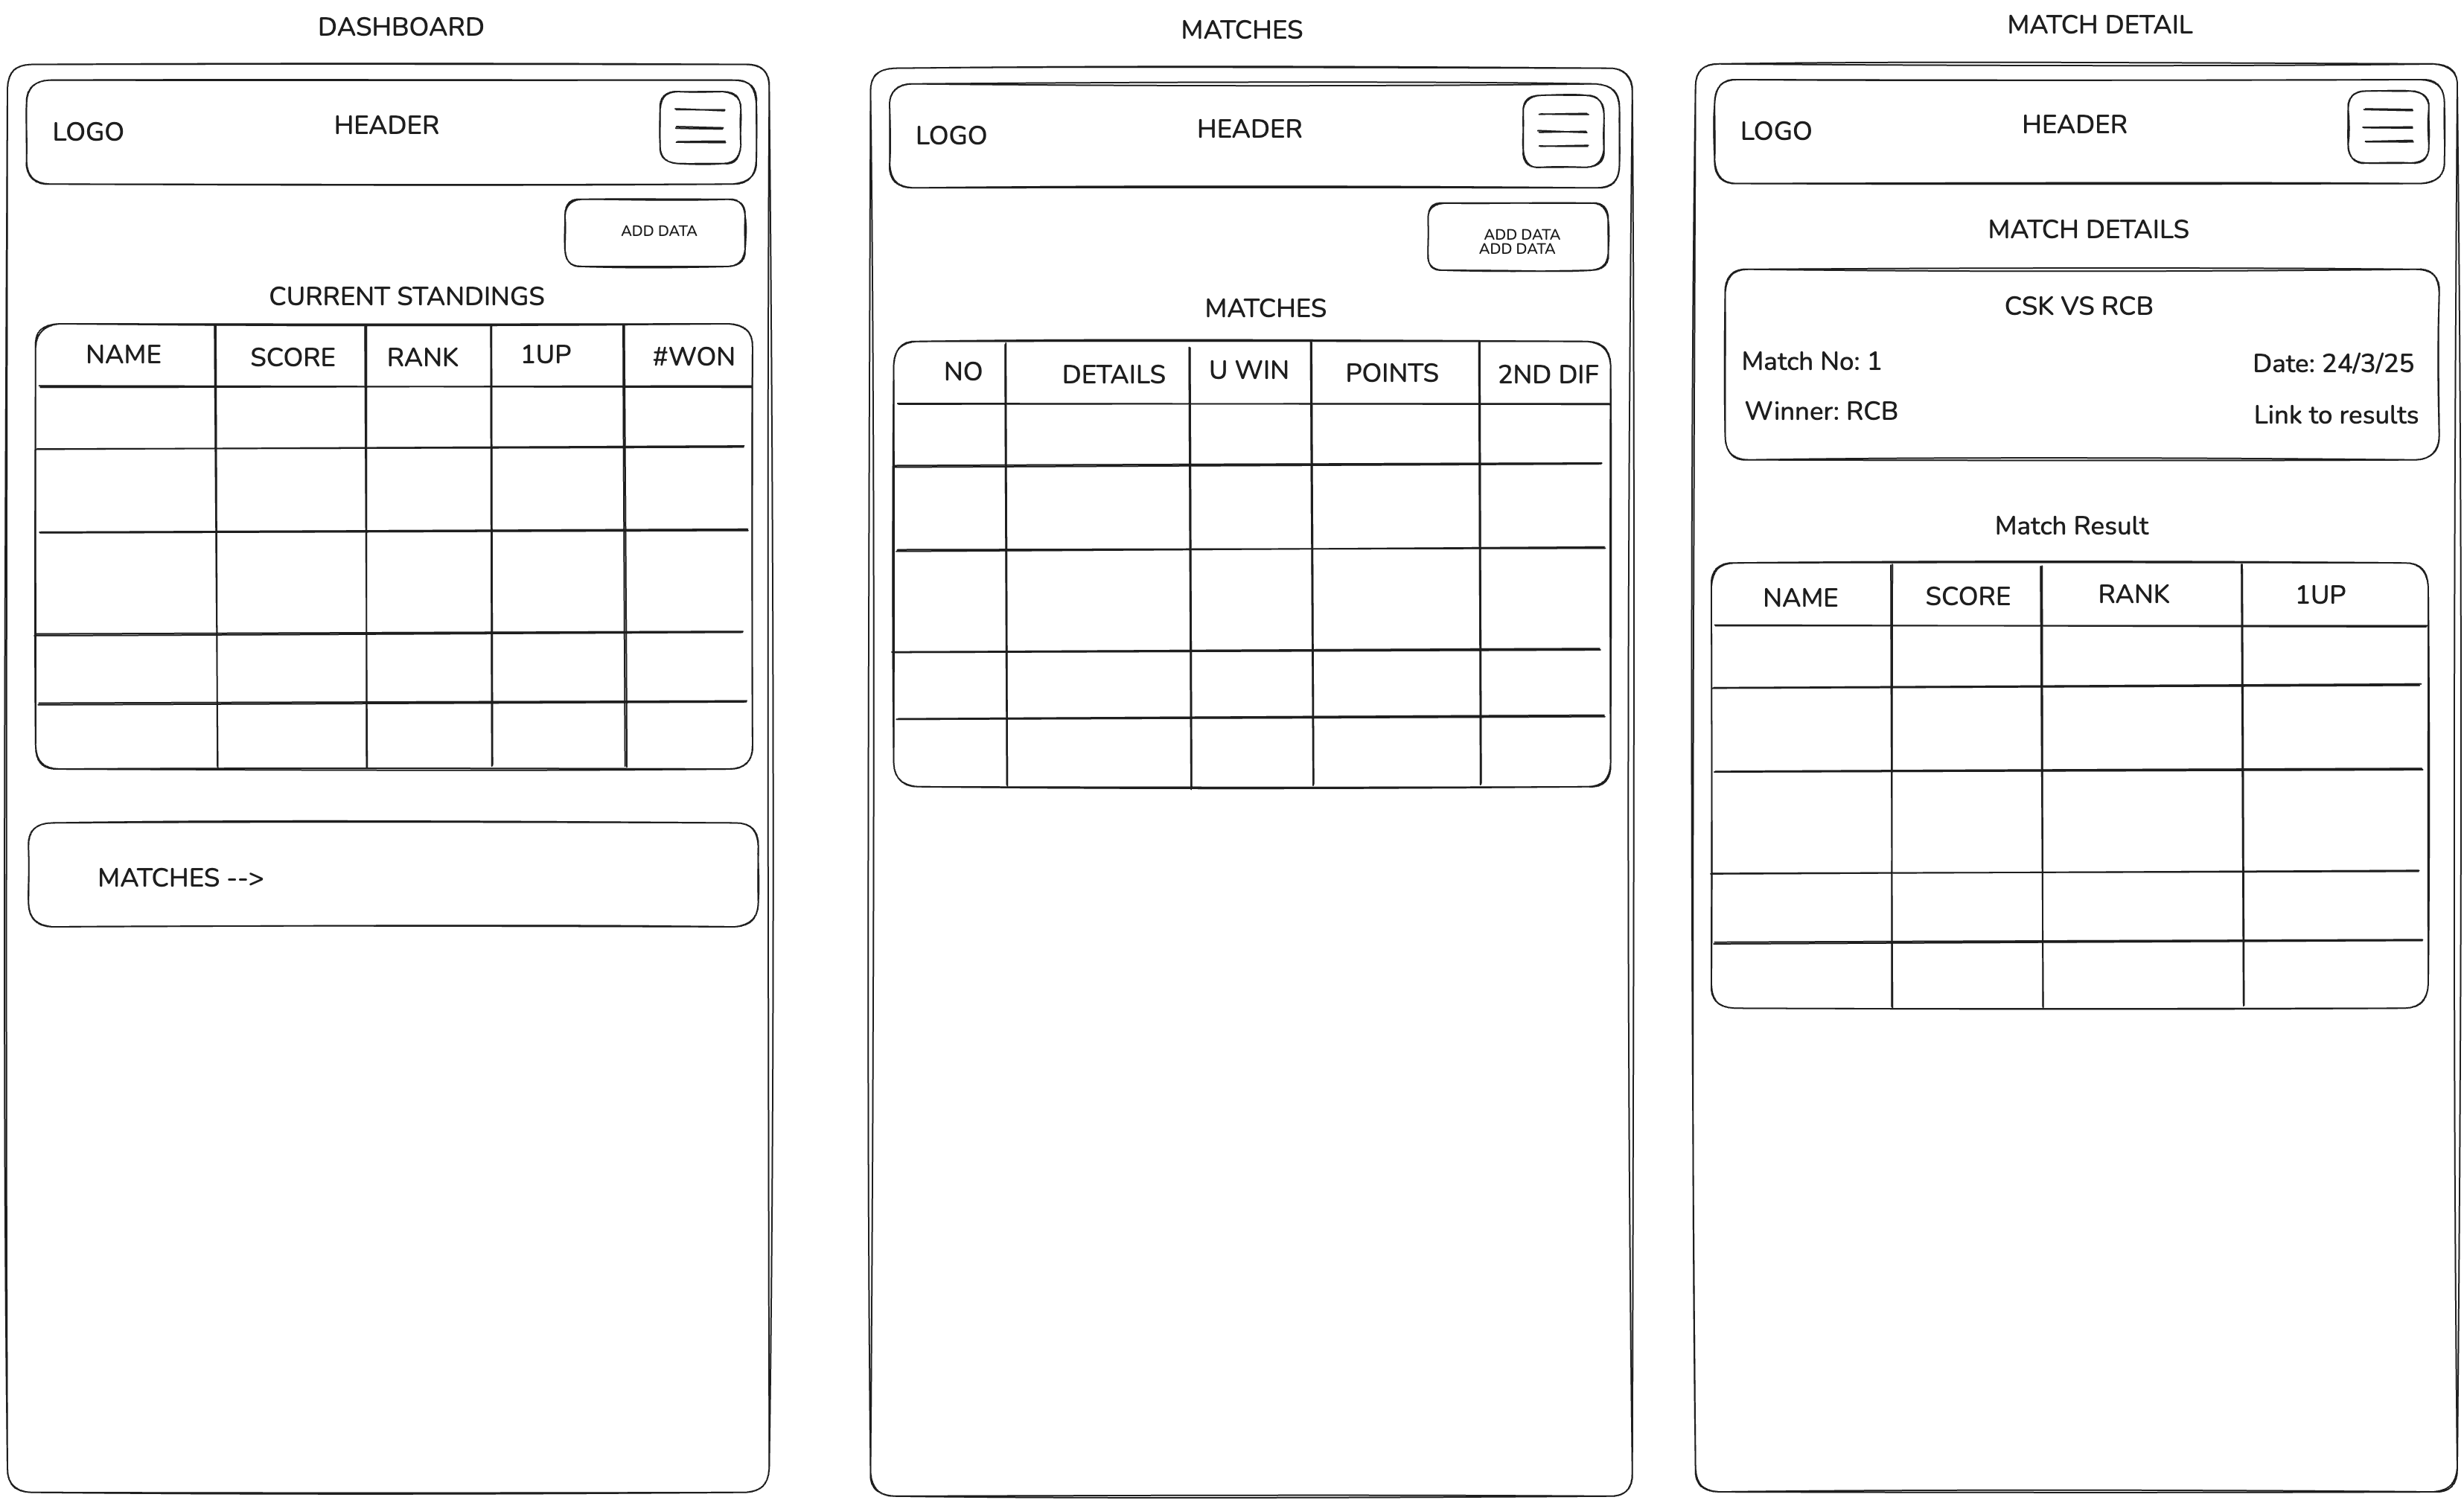 DASHBOARD
LOGO
HEADER
ADD DATA
CURRENT STANDINGS
NAME SCORE RANK 1UP #WON
MATCHES -->
MATCHES
LOGO
HEADER
ADD DATA
ADD DATA
MATCHES
NO DETAILS U WIN POINTS 2ND DIF
MATCH DETAIL
LOGO
HEADER
MATCH DETAILS
CSK VS RCB
Match No: 1
Date: 24/3/25
Winner: RCB
Link to results
Match Result
NAME SCORE RANK 1UP